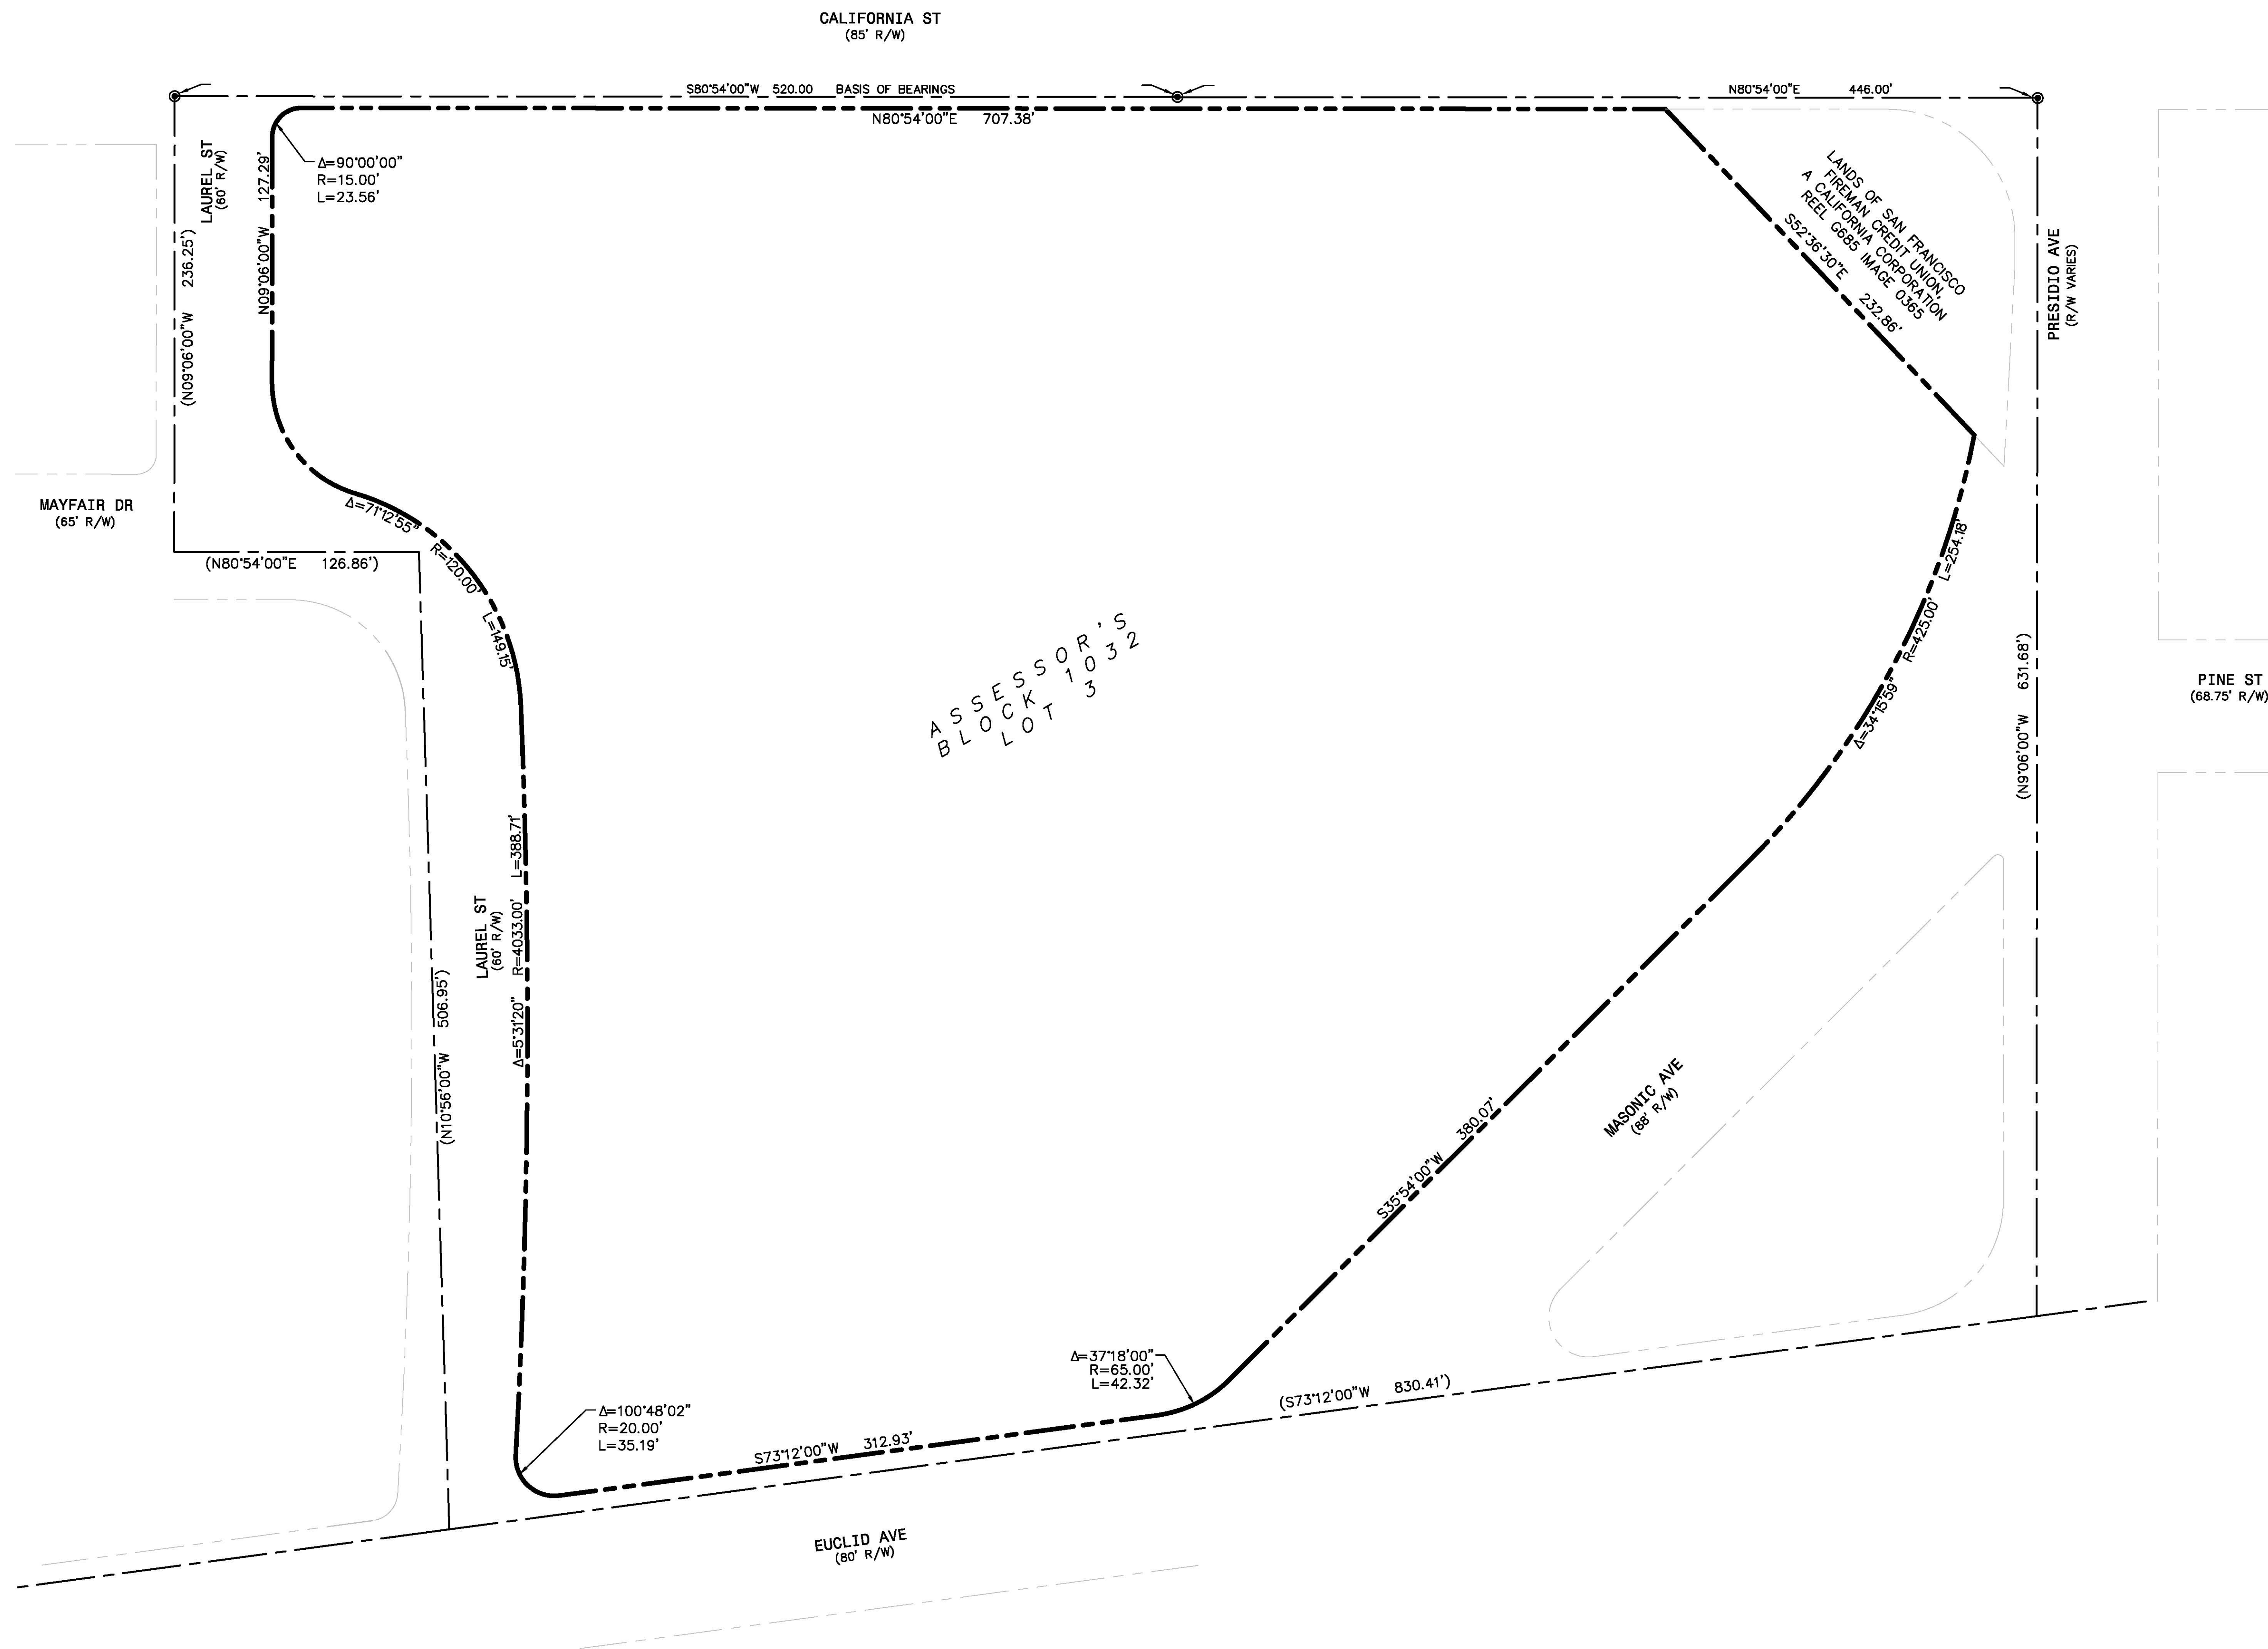 CALIFORNIA ST
(85' R/W)
S80°54'00"W 520.00 BASIS OF BEARINGS
N80°54'00"E 446.00'
N80°54'00"E 707.38'
LAUREL ST
(60' R/W)
N09°06'00"W 127.29'
Δ=90°00'00"
R=15.00'
L=23.56'
(N09°06'00"W 236.25')
LANDS OF SAN FRANCISCO
FIREMAN CREDIT UNION,
A CALIFORNIA CORPORATION
REEL G685 IMAGE 0365
S52°36'30"E 232.86'
PRESIDIO AVE
(R/W VARIES)
MAYFAIR DR
(65' R/W)
(N80°54'00"E 126.86')
Δ=71°12'55" R=120.00' L=149.15'
Δ=34°15'59" R=425.00' L=254.18'
(N9°06'00"W 631.68')
PINE ST
(68.75' R/W)
ASSESSOR'S
BLOCK 1032
LOT 3
LAUREL ST
(60' R/W)
Δ=5°31'20" R=4033.00' L=388.71'
(N10°56'00"W 506.95')
MASONIC AVE
(88' R/W)
S35°54'00"W 380.07'
Δ=37°18'00"
R=65.00'
L=42.32'
(S73°12'00"W 830.41')
Δ=100°48'02"
R=20.00'
L=35.19'
S73°12'00"W 312.93'
EUCLID AVE
(80' R/W)